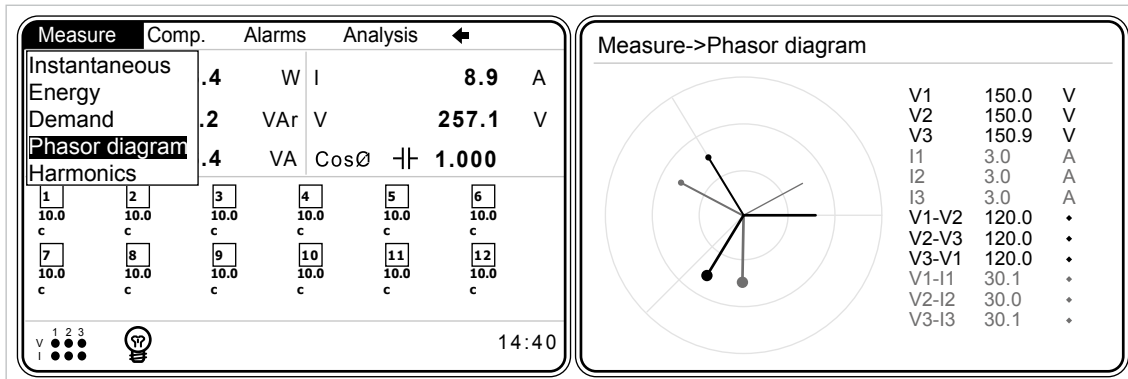 Measure Comp. Alarms Analysis
Instantaneous
Energy
Demand
Phasor diagram
Harmonics
.4 W I 8.9 A
.2 VAr V 257.1 V
.4 VA CosØ 1.000
1 2 3 4 5 6
10.0 10.0 10.0 10.0 10.0 10.0
c c c c c c
7 8 9 10 11 12
10.0 10.0 10.0 10.0 10.0 10.0
c c c c c c
1 2 3
V
I
14:40
Measure->Phasor diagram
V1 150.0 V
V2 150.0 V
V3 150.9 V
I1 3.0 A
I2 3.0 A
I3 3.0 A
V1-V2 120.0
V2-V3 120.0
V3-V1 120.0
V1-I1 30.1
V2-I2 30.0
V3-I3 30.1